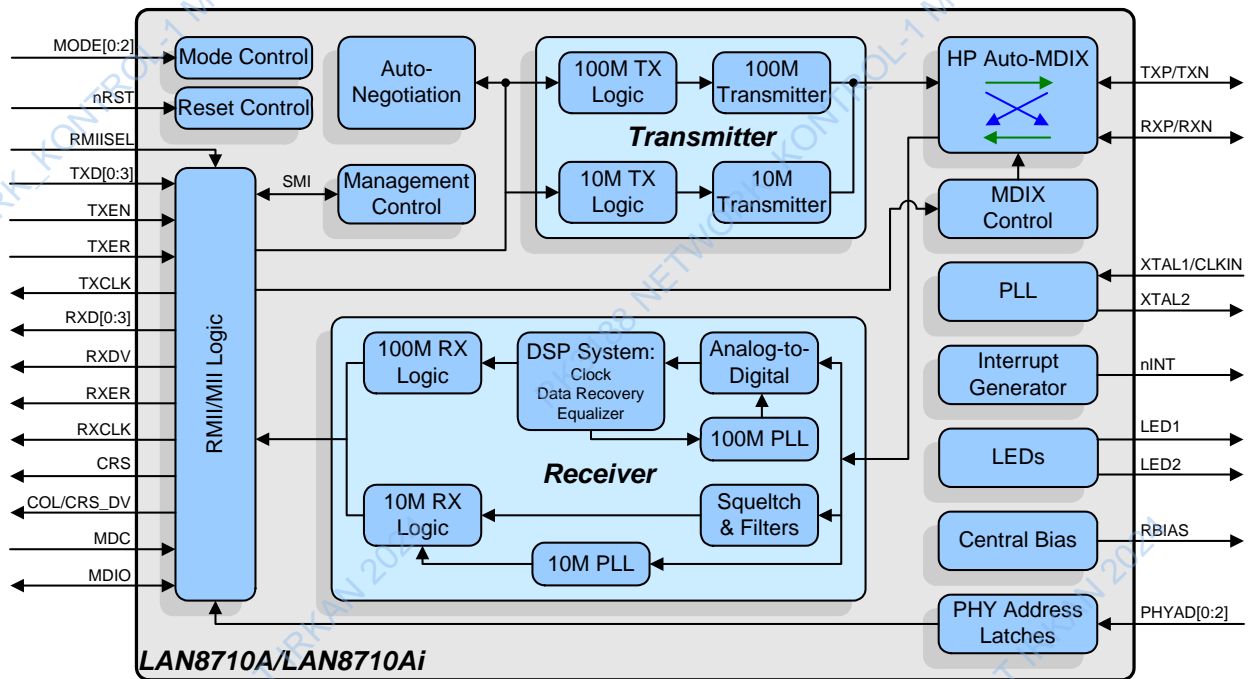 MODE[0:2]
nRST
RMIISEL
TXD[0:3]
TXEN
TXER
TXCLK
RXD[0:3]
RXDV
RXER
RXCLK
CRS
COL/CRS_DV
MDC
MDIO
Mode Control
Reset Control
RMII/MII Logic
SMI
Auto-
Negotiation
Management
Control
100M TX
Logic
100M
Transmitter
Transmitter
10M TX
Logic
10M
Transmitter
100M RX
Logic
DSP System:
Clock
Data Recovery
Equalizer
Analog-to-
Digital
100M PLL
Receiver
10M RX
Logic
Squeltch
& Filters
10M PLL
HP Auto-MDIX
MDIX
Control
PLL
Interrupt
Generator
LEDs
Central Bias
PHY Address
Latches
TXP/TXN
RXP/RXN
XTAL1/CLKIN
XTAL2
nINT
LED1
LED2
RBIAS
PHYAD[0:2]
LAN8710A/LAN8710Ai